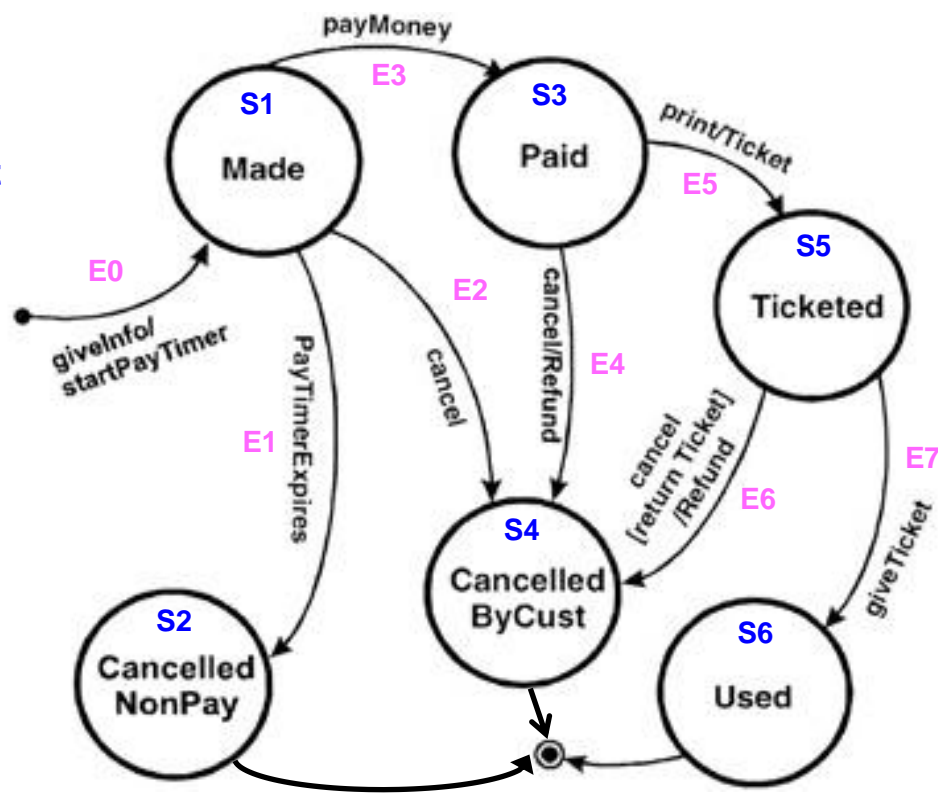 payMoney
E3
S1
Made
S3
Paid
print/Ticket
E5
E0
giveInfo/
startPayTimer
E2
cancel
cancel/Refund
E4
S5
Ticketed
PayTimerExpires
E1
cancel
[return Ticket]
/Refund
E6
E7
giveTicket
S4
Cancelled
ByCust
S2
Cancelled
NonPay
S6
Used